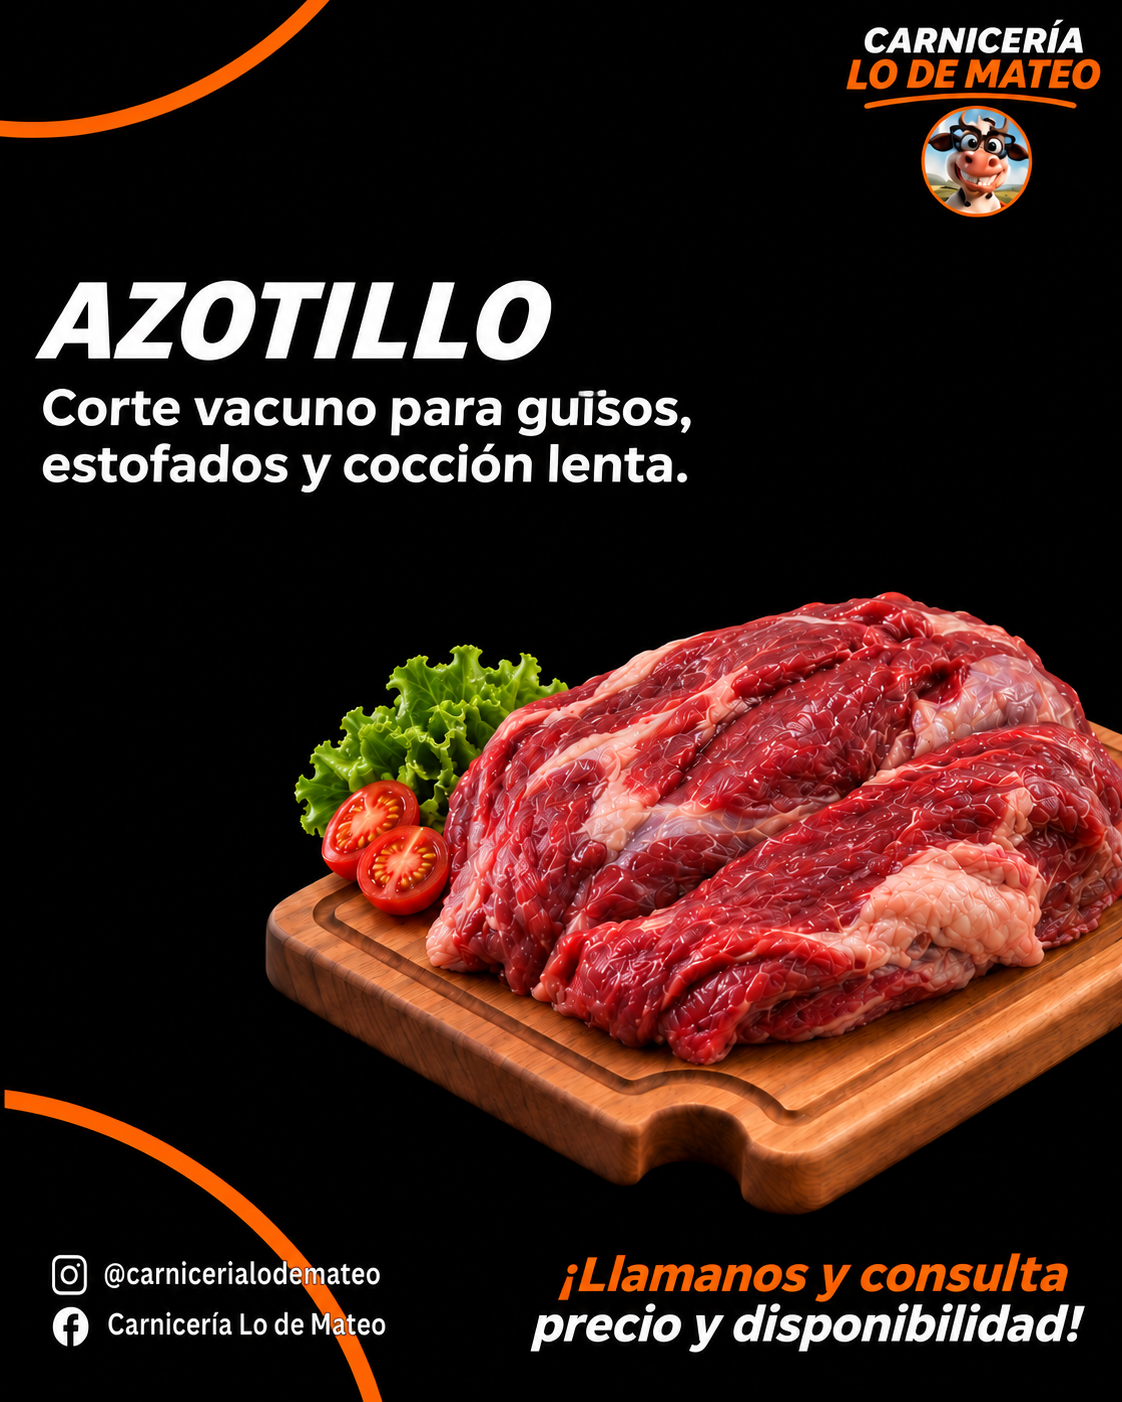 CARNICERÍA
LO DE MATEO
AZOTILLO
Corte vacuno para guïsos,
estofados y cocción lenta.
@carnicerialodemateo
Carnicería Lo de Mateo
¡Llamanos y consulta
precio y disponibilidad!